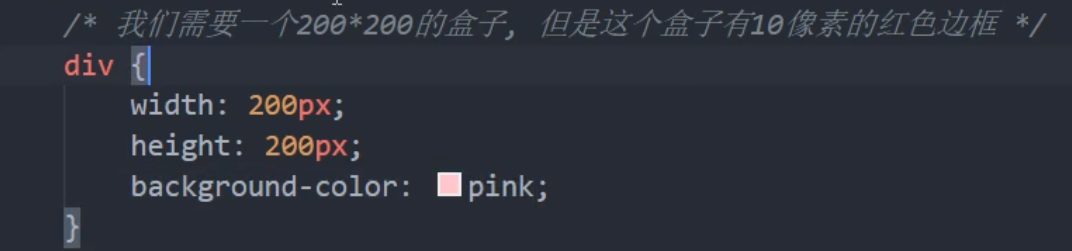 /* 我们需要一个200*200的盒子, 但是这个盒子有10像素的红色边框 */
div {
width: 200px;
height: 200px;
background-color: pink;
}